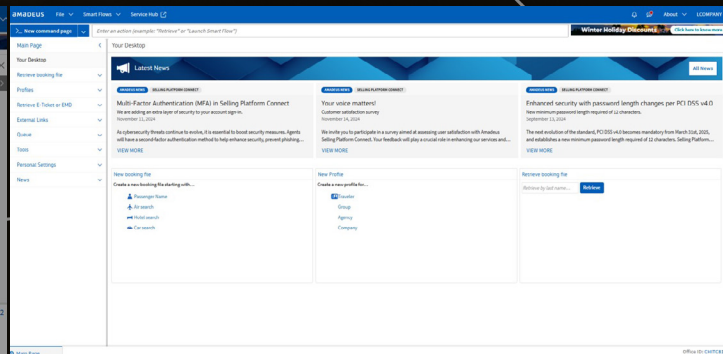 AMADEUS File Smart Flows Service Hub About LCOMPANY
New command page Enter an action (example: "Retrieve" or "Launch Smart Flow") Winter Holiday Discounts Click here to know more
Main Page Your Desktop
Your Desktop
Retrieve booking file
Profiles
Retrieve E-Ticket or EMD
External Links
Queue
Tools
Personal Settings
News
Latest News All News
AMADEUS NEWS SELLING PLATFORM CONNECT
Multi-Factor Authentication (MFA) in Selling Platform Connect
We are adding an extra layer of security to your account sign-in.
November 21, 2024
As cybersecurity threats continue to evolve, it is essential to boost security measures. Agents
will have a second-factor authentication method to help enhance security, prevent phishing...
VIEW MORE
AMADEUS NEWS SELLING PLATFORM CONNECT
Your voice matters!
Customer satisfaction survey
November 14, 2024
We invite you to participate in a survey aimed at assessing user satisfaction with Amadeus
Selling Platform Connect. Your feedback will play a crucial role in enhancing our services and...
VIEW MORE
AMADEUS NEWS SELLING PLATFORM CONNECT
Enhanced security with password length changes per PCI DSS v4.0
New minimum password length required of 12 characters.
September 13, 2024
The next evolution of the standard, PCI DSS v4.0 becomes mandatory from March 31st, 2025,
and establishes a new minimum password length required of 12 characters. Selling Platform...
VIEW MORE
New booking file
Create a new booking file starting with...
Passenger Name
Air search
Hotel search
Car search
New Profile
Create a new profile for...
Traveller
Group
Agency
Company
Retrieve booking file
Retrieve by last name... Retrieve
Main Page
Office ID: